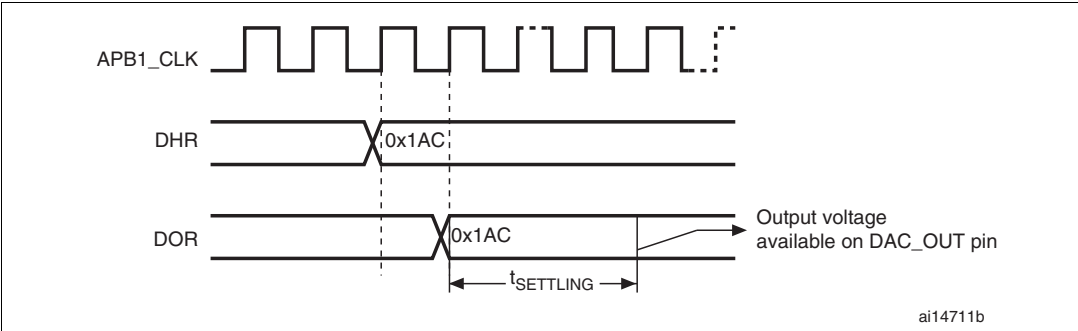 APB1_CLK
DHR
0x1AC
DOR
0x1AC
Output voltage
available on DAC_OUT pin
tSETTLING
ai14711b